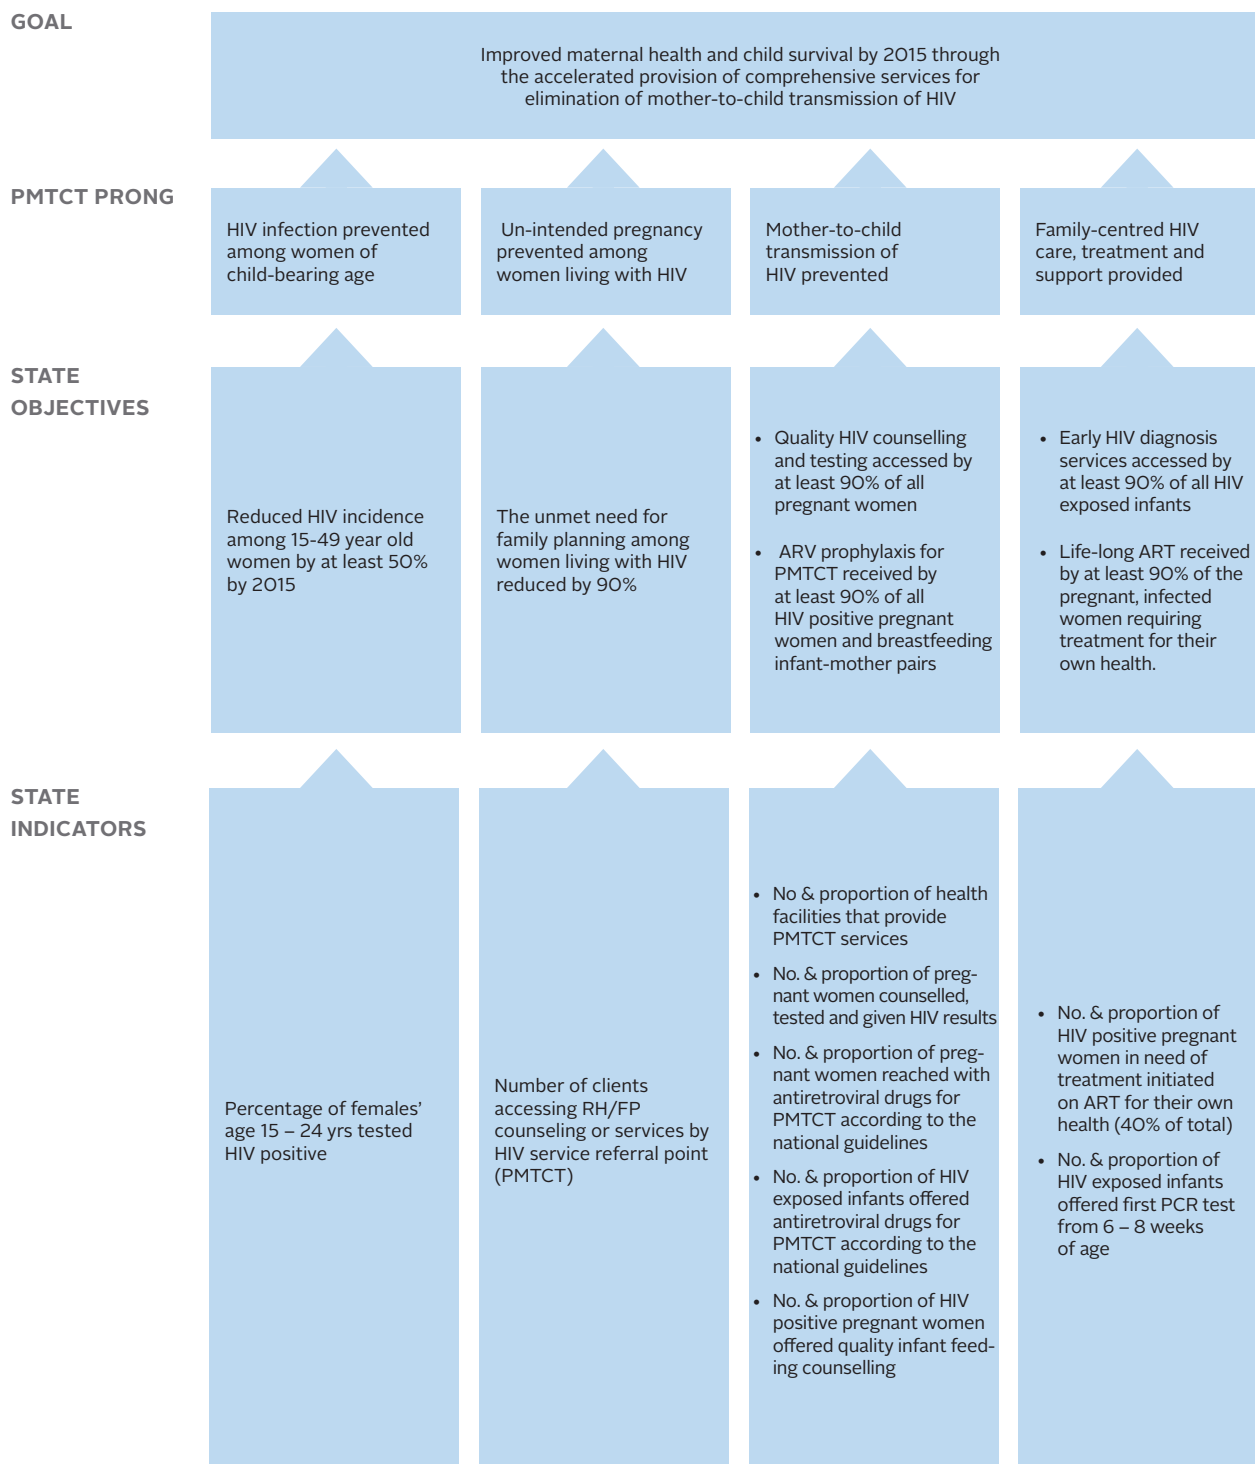 GOAL
Improved maternal health and child survival by 2015 through
the accelerated provision of comprehensive services for
elimination of mother-to-child transmission of HIV
PMTCT PRONG
HIV infection prevented
among women of
child-bearing age
Un-intended pregnancy
prevented among
women living with HIV
Mother-to-child
transmission of
HIV prevented
Family-centred HIV
care, treatment and
support provided
STATE
OBJECTIVES
Reduced HIV incidence
among 15-49 year old
women by at least 50%
by 2015
The unmet need for
family planning among
women living with HIV
reduced by 90%
• Quality HIV counselling
and testing accessed by
at least 90% of all
pregnant women
• ARV prophylaxis for
PMTCT received by
at least 90% of all
HIV positive pregnant
women and breastfeeding
infant-mother pairs
• Early HIV diagnosis
services accessed by
at least 90% of all HIV
exposed infants
• Life-long ART received
by at least 90% of the
pregnant, infected
women requiring
treatment for their
own health.
STATE
INDICATORS
Percentage of females’
age 15 – 24 yrs tested
HIV positive
Number of clients
accessing RH/FP
counseling or services by
HIV service referral point
(PMTCT)
• No & proportion of health
facilities that provide
PMTCT services
• No. & proportion of preg-
nant women counselled,
tested and given HIV results
• No. & proportion of preg-
nant women reached with
antiretroviral drugs for
PMTCT according to the
national guidelines
• No. & proportion of HIV
exposed infants offered
antiretroviral drugs for
PMTCT according to the
national guidelines
• No. & proportion of HIV
positive pregnant women
offered quality infant feed-
ing counselling
• No. & proportion of
HIV positive pregnant
women in need of
treatment initiated
on ART for their own
health (40% of total)
• No. & proportion of
HIV exposed infants
offered first PCR test
from 6 – 8 weeks
of age